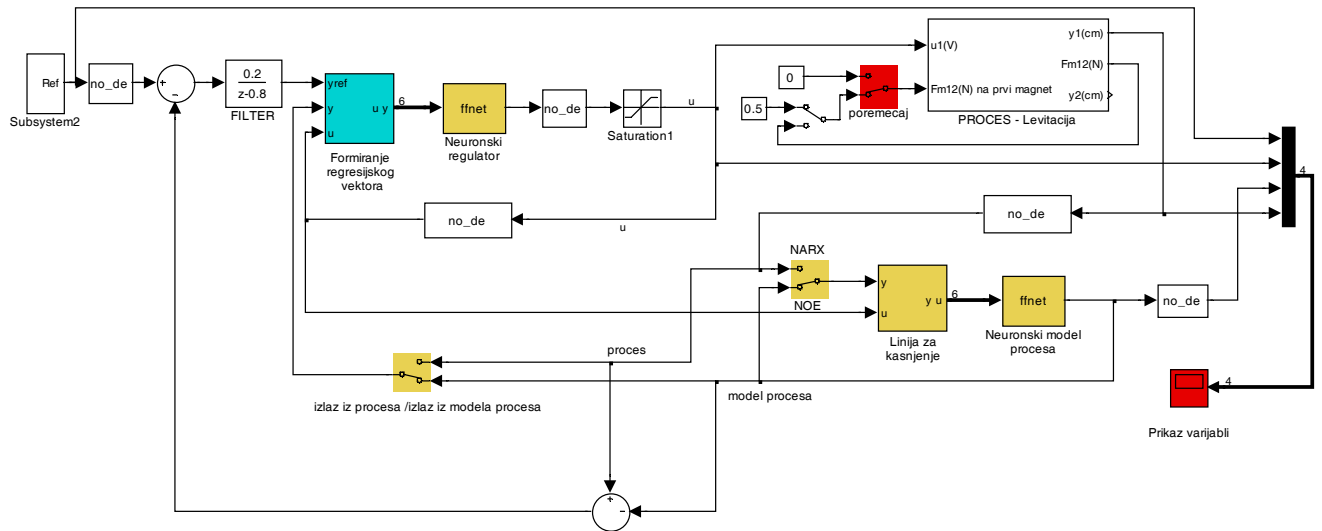 Ref
Subsystem2
no_de
+
−
0.2
z-0.8
FILTER
yref
y
u
u y
6
Formiranje
regresijskog
vektora
ffnet
Neuronski
regulator
no_de
Saturation1
u
0
0.5
poremecaj
u1(V)
Fm12(N) na prvi magnet
y1(cm)
Fm12(N)
y2(cm)
PROCES - Levitacija
4
no_de
u
no_de
NARX
NOE
y
u
y u
6
Linija za
kasnjenje
ffnet
Neuronski model
procesa
no_de
proces
model procesa
izlaz iz procesa /izlaz iz modela procesa
4
Prikaz varijabli
+
−